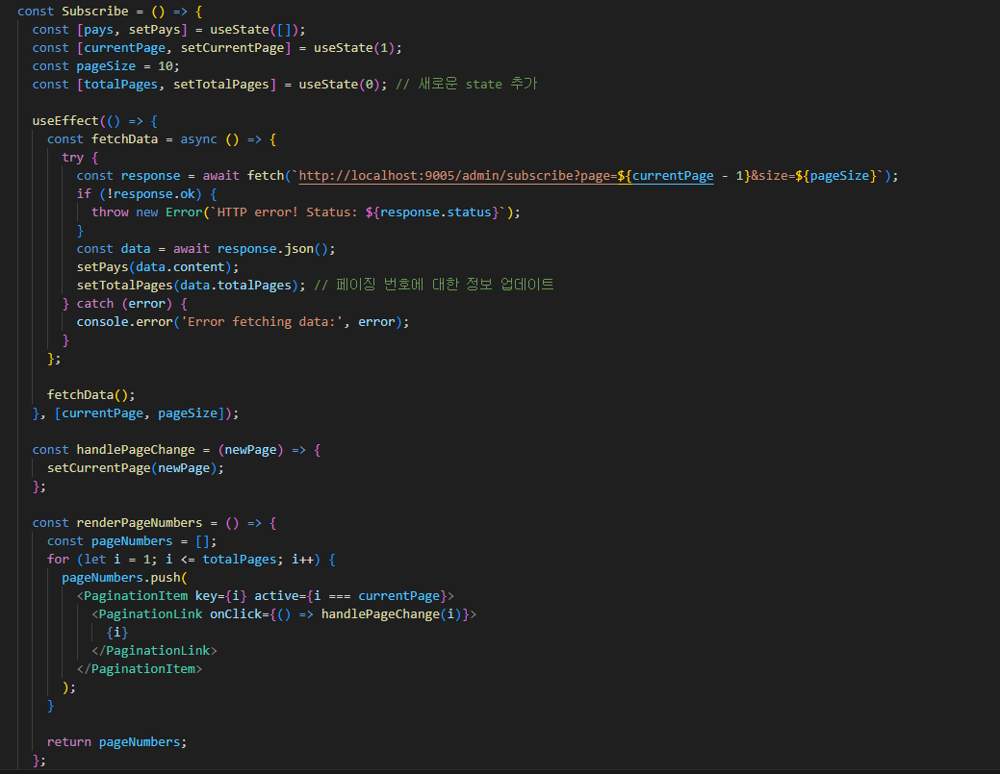 const Subscribe = () => {
const [pays, setPays] = useState([]);
const [currentPage, setCurrentPage] = useState(1);
const pageSize = 10;
const [totalPages, setTotalPages] = useState(0); // 새로운 state 추가
useEffect(() => {
const fetchData = async () => {
try {
const response = await fetch(`http://localhost:9005/admin/subscribe?page=${currentPage - 1}&size=${pageSize}`);
if (!response.ok) {
throw new Error(`HTTP error! Status: ${response.status}`);
}
const data = await response.json();
setPays(data.content);
setTotalPages(data.totalPages); // 페이징 번호에 대한 정보 업데이트
} catch (error) {
console.error('Error fetching data:', error);
}
};
fetchData();
}, [currentPage, pageSize]);
const handlePageChange = (newPage) => {
setCurrentPage(newPage);
};
const renderPageNumbers = () => {
const pageNumbers = [];
for (let i = 1; i <= totalPages; i++) {
pageNumbers.push(
<PaginationItem key={i} active={i === currentPage}>
<PaginationLink onClick={() => handlePageChange(i)}>
{i}
</PaginationLink>
</PaginationItem>
);
}
return pageNumbers;
};